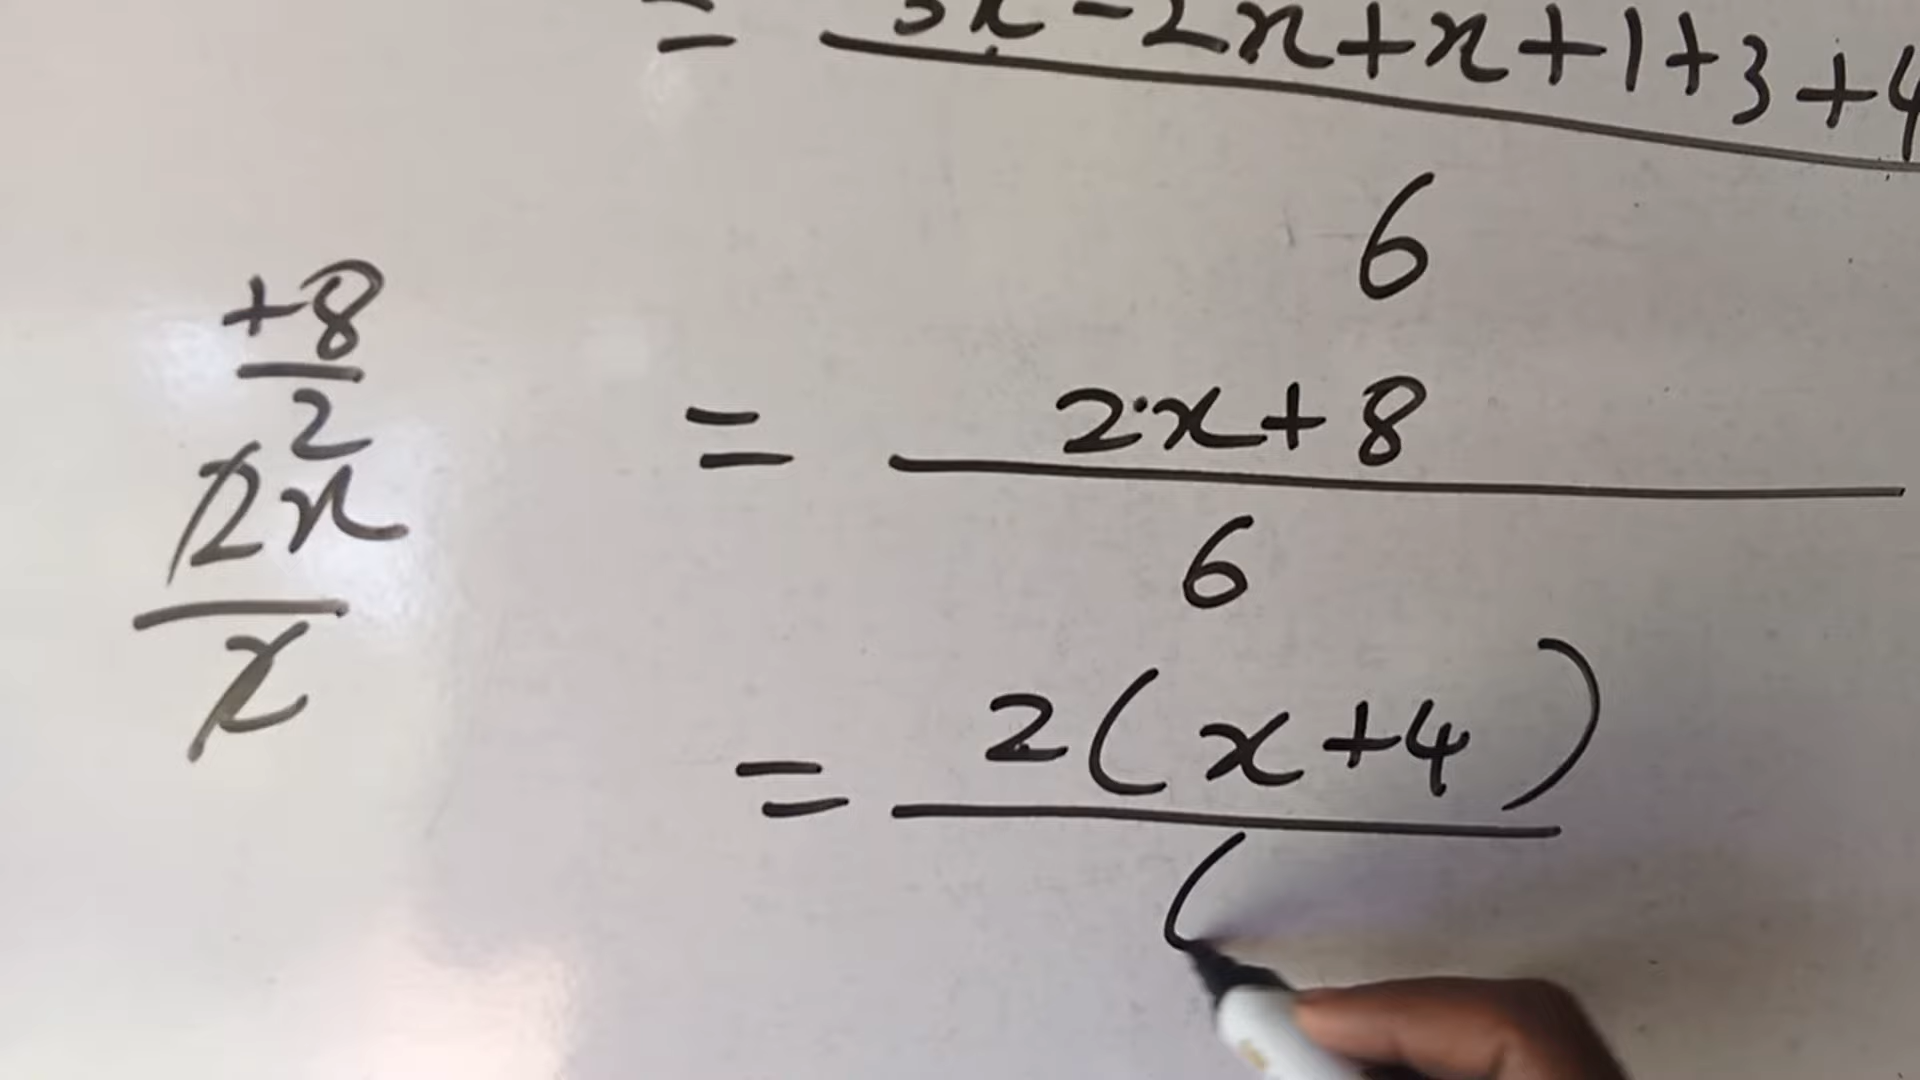 = 3x - 2x + x + 1 + 3 + 4
6
= 2x + 8
6
= 2(x + 4)
+8
2
2x
x